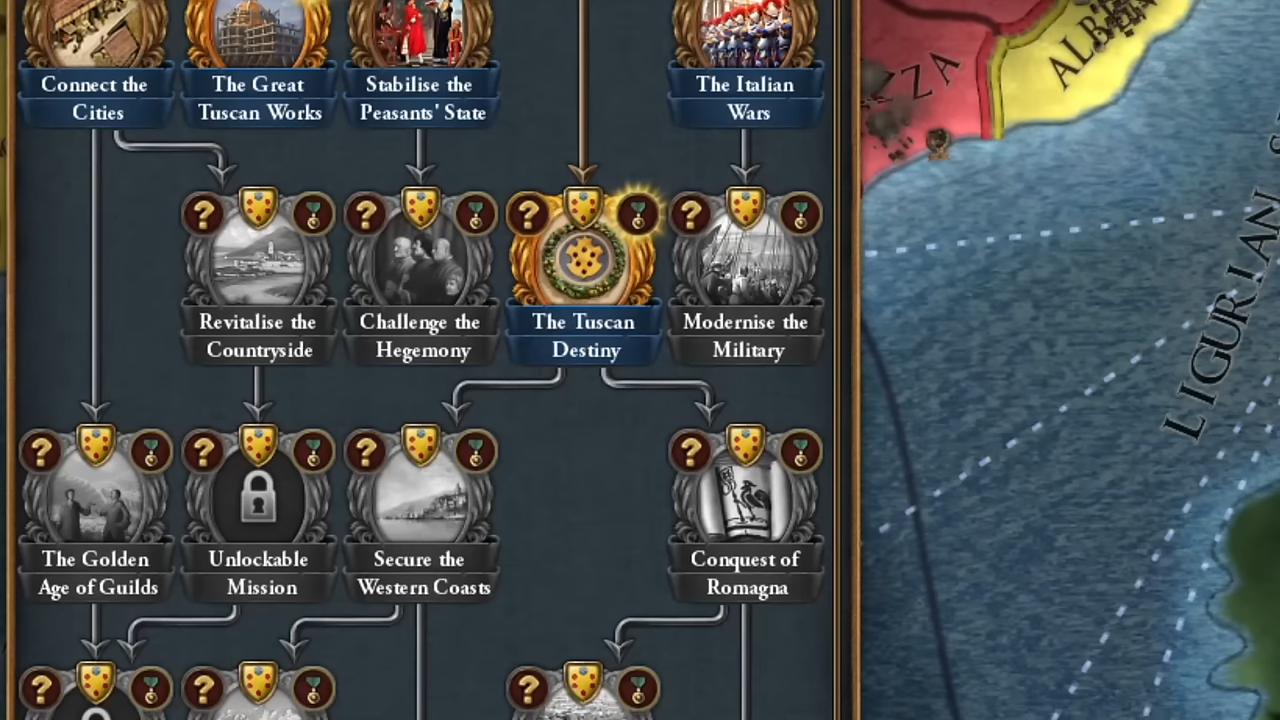 Connect the
Cities
The Great
Tuscan Works
Stabilise the
Peasants' State
The Italian
Wars
Revitalise the
Countryside
Challenge the
Hegemony
The Tuscan
Destiny
Modernise the
Military
The Golden
Age of Guilds
Unlockable
Mission
Secure the
Western Coasts
Conquest of
Romagna
ZA
LIGURIAN